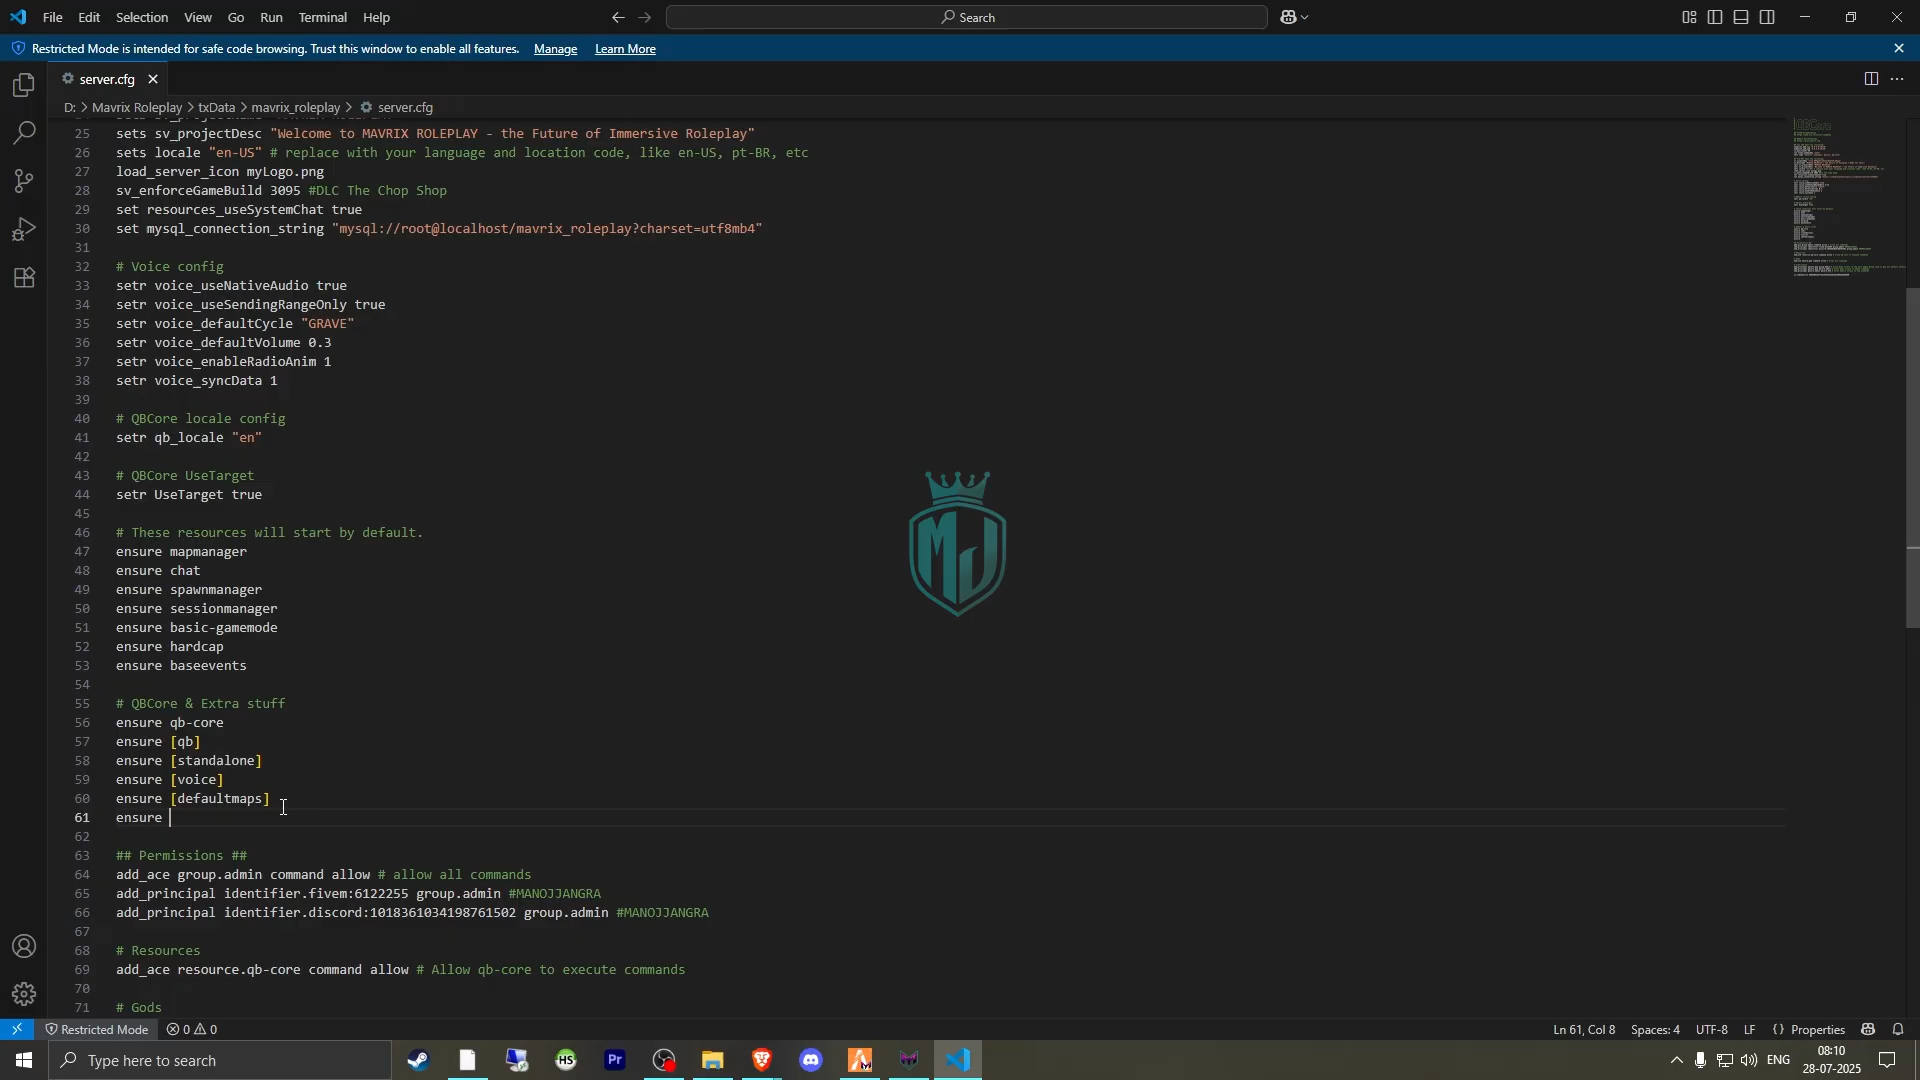 File Edit Selection View Go Run Terminal Help
Search
Restricted Mode is intended for safe code browsing. Trust this window to enable all features. Manage Learn More
server.cfg
D: > Mavrix Roleplay > txData > mavrix_roleplay > server.cfg
25 sets sv_projectDesc "Welcome to MAVRIX ROLEPLAY - the Future of Immersive Roleplay"
26 sets locale "en-US" # replace with your language and location code, like en-US, pt-BR, etc
27 load_server_icon myLogo.png
28 sv_enforceGameBuild 3095 #DLC The Chop Shop
29 set resources_useSystemChat true
30 set mysql_connection_string "mysql://root@localhost/mavrix_roleplay?charset=utf8mb4"
31
32 # Voice config
33 setr voice_useNativeAudio true
34 setr voice_useSendingRangeOnly true
35 setr voice_defaultCycle "GRAVE"
36 setr voice_defaultVolume 0.3
37 setr voice_enableRadioAnim 1
38 setr voice_syncData 1
39
40 # QBCore locale config
41 setr qb_locale "en"
42
43 # QBCore UseTarget
44 setr UseTarget true
45
46 # These resources will start by default.
47 ensure mapmanager
48 ensure chat
49 ensure spawnmanager
50 ensure sessionmanager
51 ensure basic-gamemode
52 ensure hardcap
53 ensure baseevents
54
55 # QBCore & Extra stuff
56 ensure qb-core
57 ensure [qb]
58 ensure [standalone]
59 ensure [voice]
60 ensure [defaultmaps]
61 ensure
62
63 ## Permissions ##
64 add_ace group.admin command allow # allow all commands
65 add_principal identifier.fivem:6122255 group.admin #MANOJJANGRA
66 add_principal identifier.discord:1018361034198761502 group.admin #MANOJJANGRA
67
68 # Resources
69 add_ace resource.qb-core command allow # Allow qb-core to execute commands
70
71 # Gods
MJ
Restricted Mode 0 0 Ln 61, Col 8 Spaces: 4 UTF-8 LF {} Properties
Type here to search
HS
Pr
ENG
08:10
28-07-2025